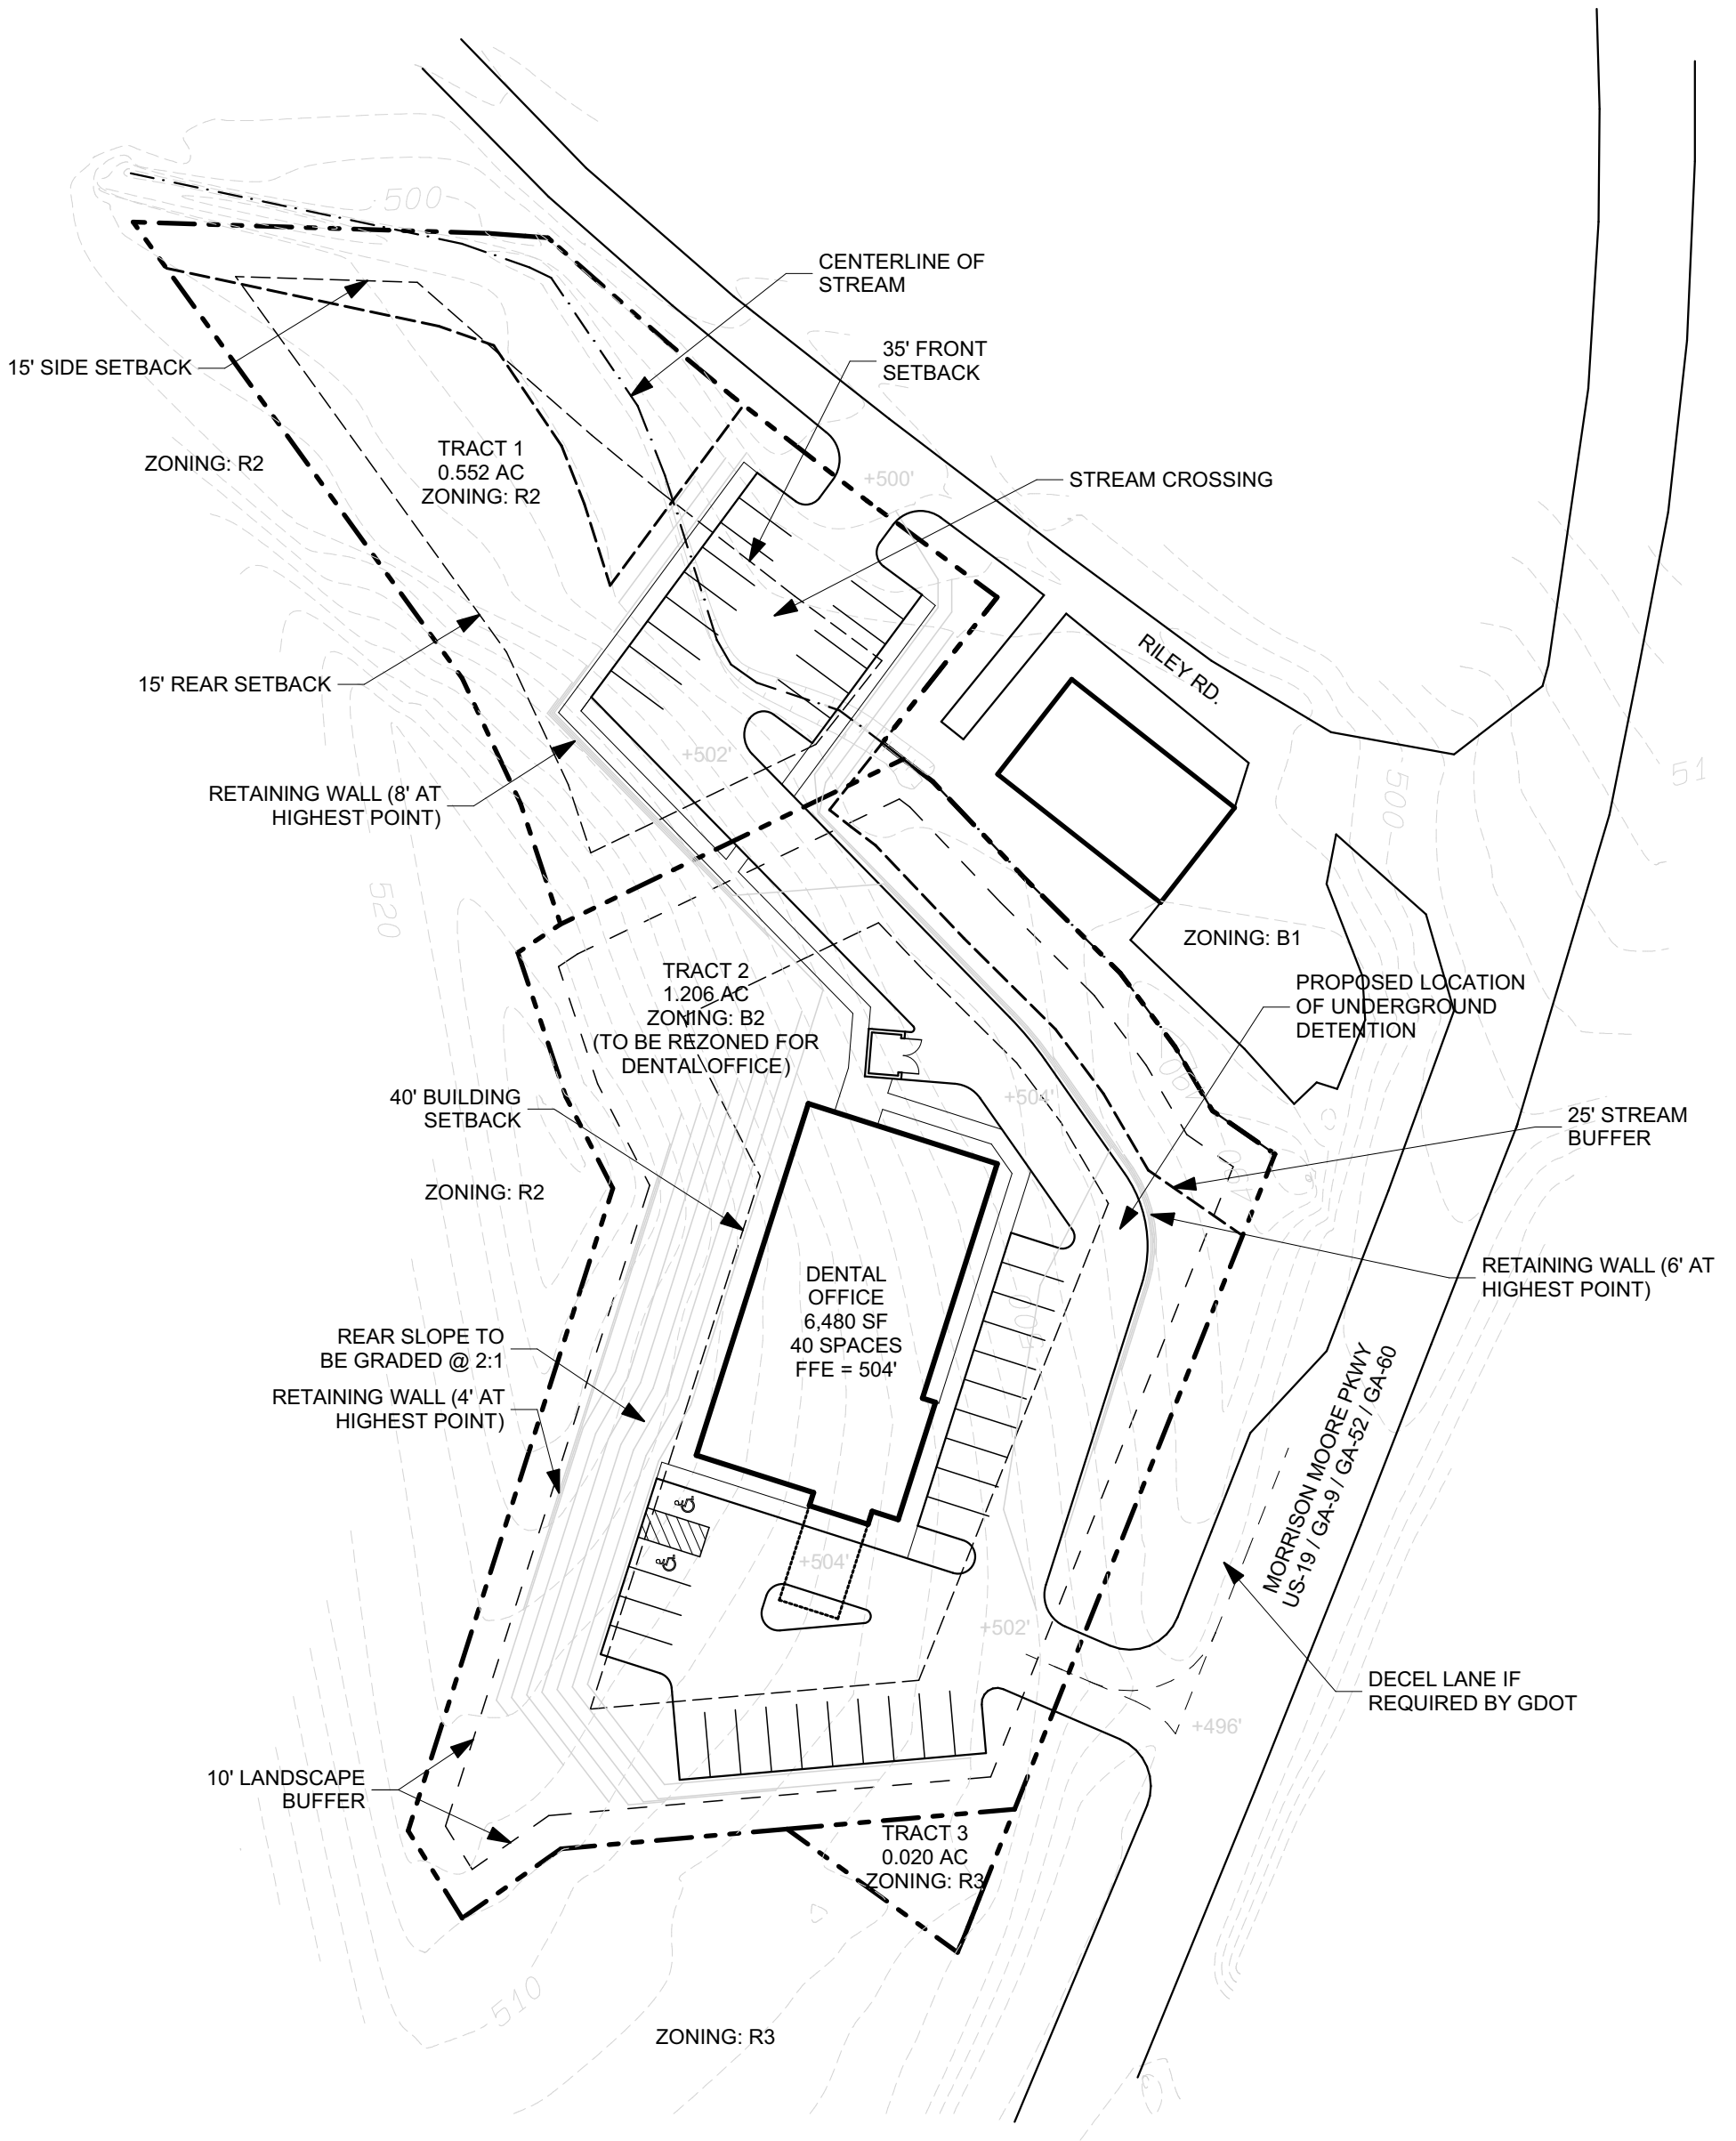 500
CENTERLINE OF
STREAM
35' FRONT
SETBACK
15' SIDE SETBACK
ZONING: R2
TRACT 1
0.552 AC
ZONING: R2
+500'
STREAM CROSSING
RILEY RD.
15' REAR SETBACK
+502'
RETAINING WALL (8' AT
HIGHEST POINT)
500
51
520
ZONING: B1
TRACT 2
1.206 AC
ZONING: B2
(TO BE REZONED FOR
DENTAL OFFICE)
PROPOSED LOCATION
OF UNDERGROUND
DETENTION
40' BUILDING
SETBACK
+504'
490
25' STREAM
BUFFER
490
ZONING: R2
RETAINING WALL (6' AT
HIGHEST POINT)
DENTAL
OFFICE
6,480 SF
40 SPACES
FFE = 504'
500
REAR SLOPE TO
BE GRADED @ 2:1
RETAINING WALL (4' AT
HIGHEST POINT)
MORRISON MOORE PKWY
US-19 / GA-9 / GA-52 / GA-60
+504'
+502'
DECEL LANE IF
REQUIRED BY GDOT
+496'
10' LANDSCAPE
BUFFER
TRACT 3
0.020 AC
ZONING: R3
510
ZONING: R3